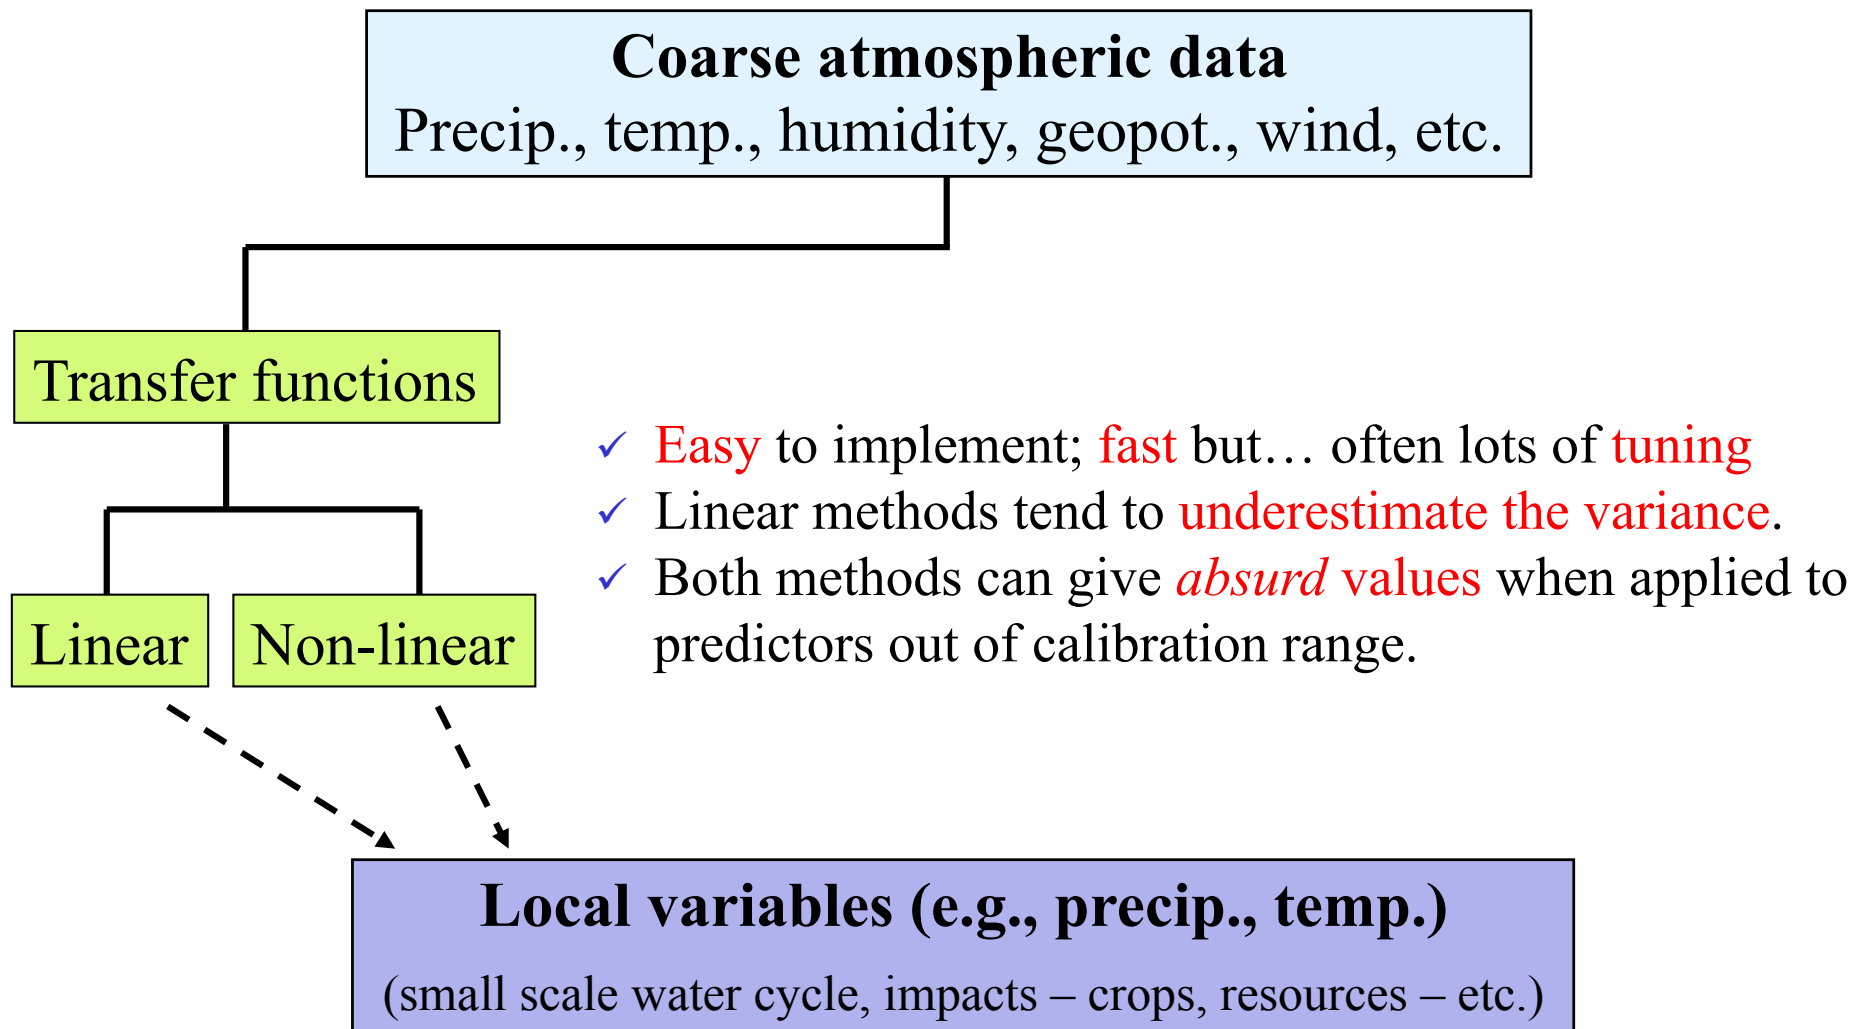 Coarse atmospheric data
Precip., temp., humidity, geopot., wind, etc.
Transfer functions
Linear
Non-linear
✓ Easy to implement; fast but… often lots of tuning
✓ Linear methods tend to underestimate the variance.
✓ Both methods can give absurd values when applied to
predictors out of calibration range.
Local variables (e.g., precip., temp.)
(small scale water cycle, impacts – crops, resources – etc.)